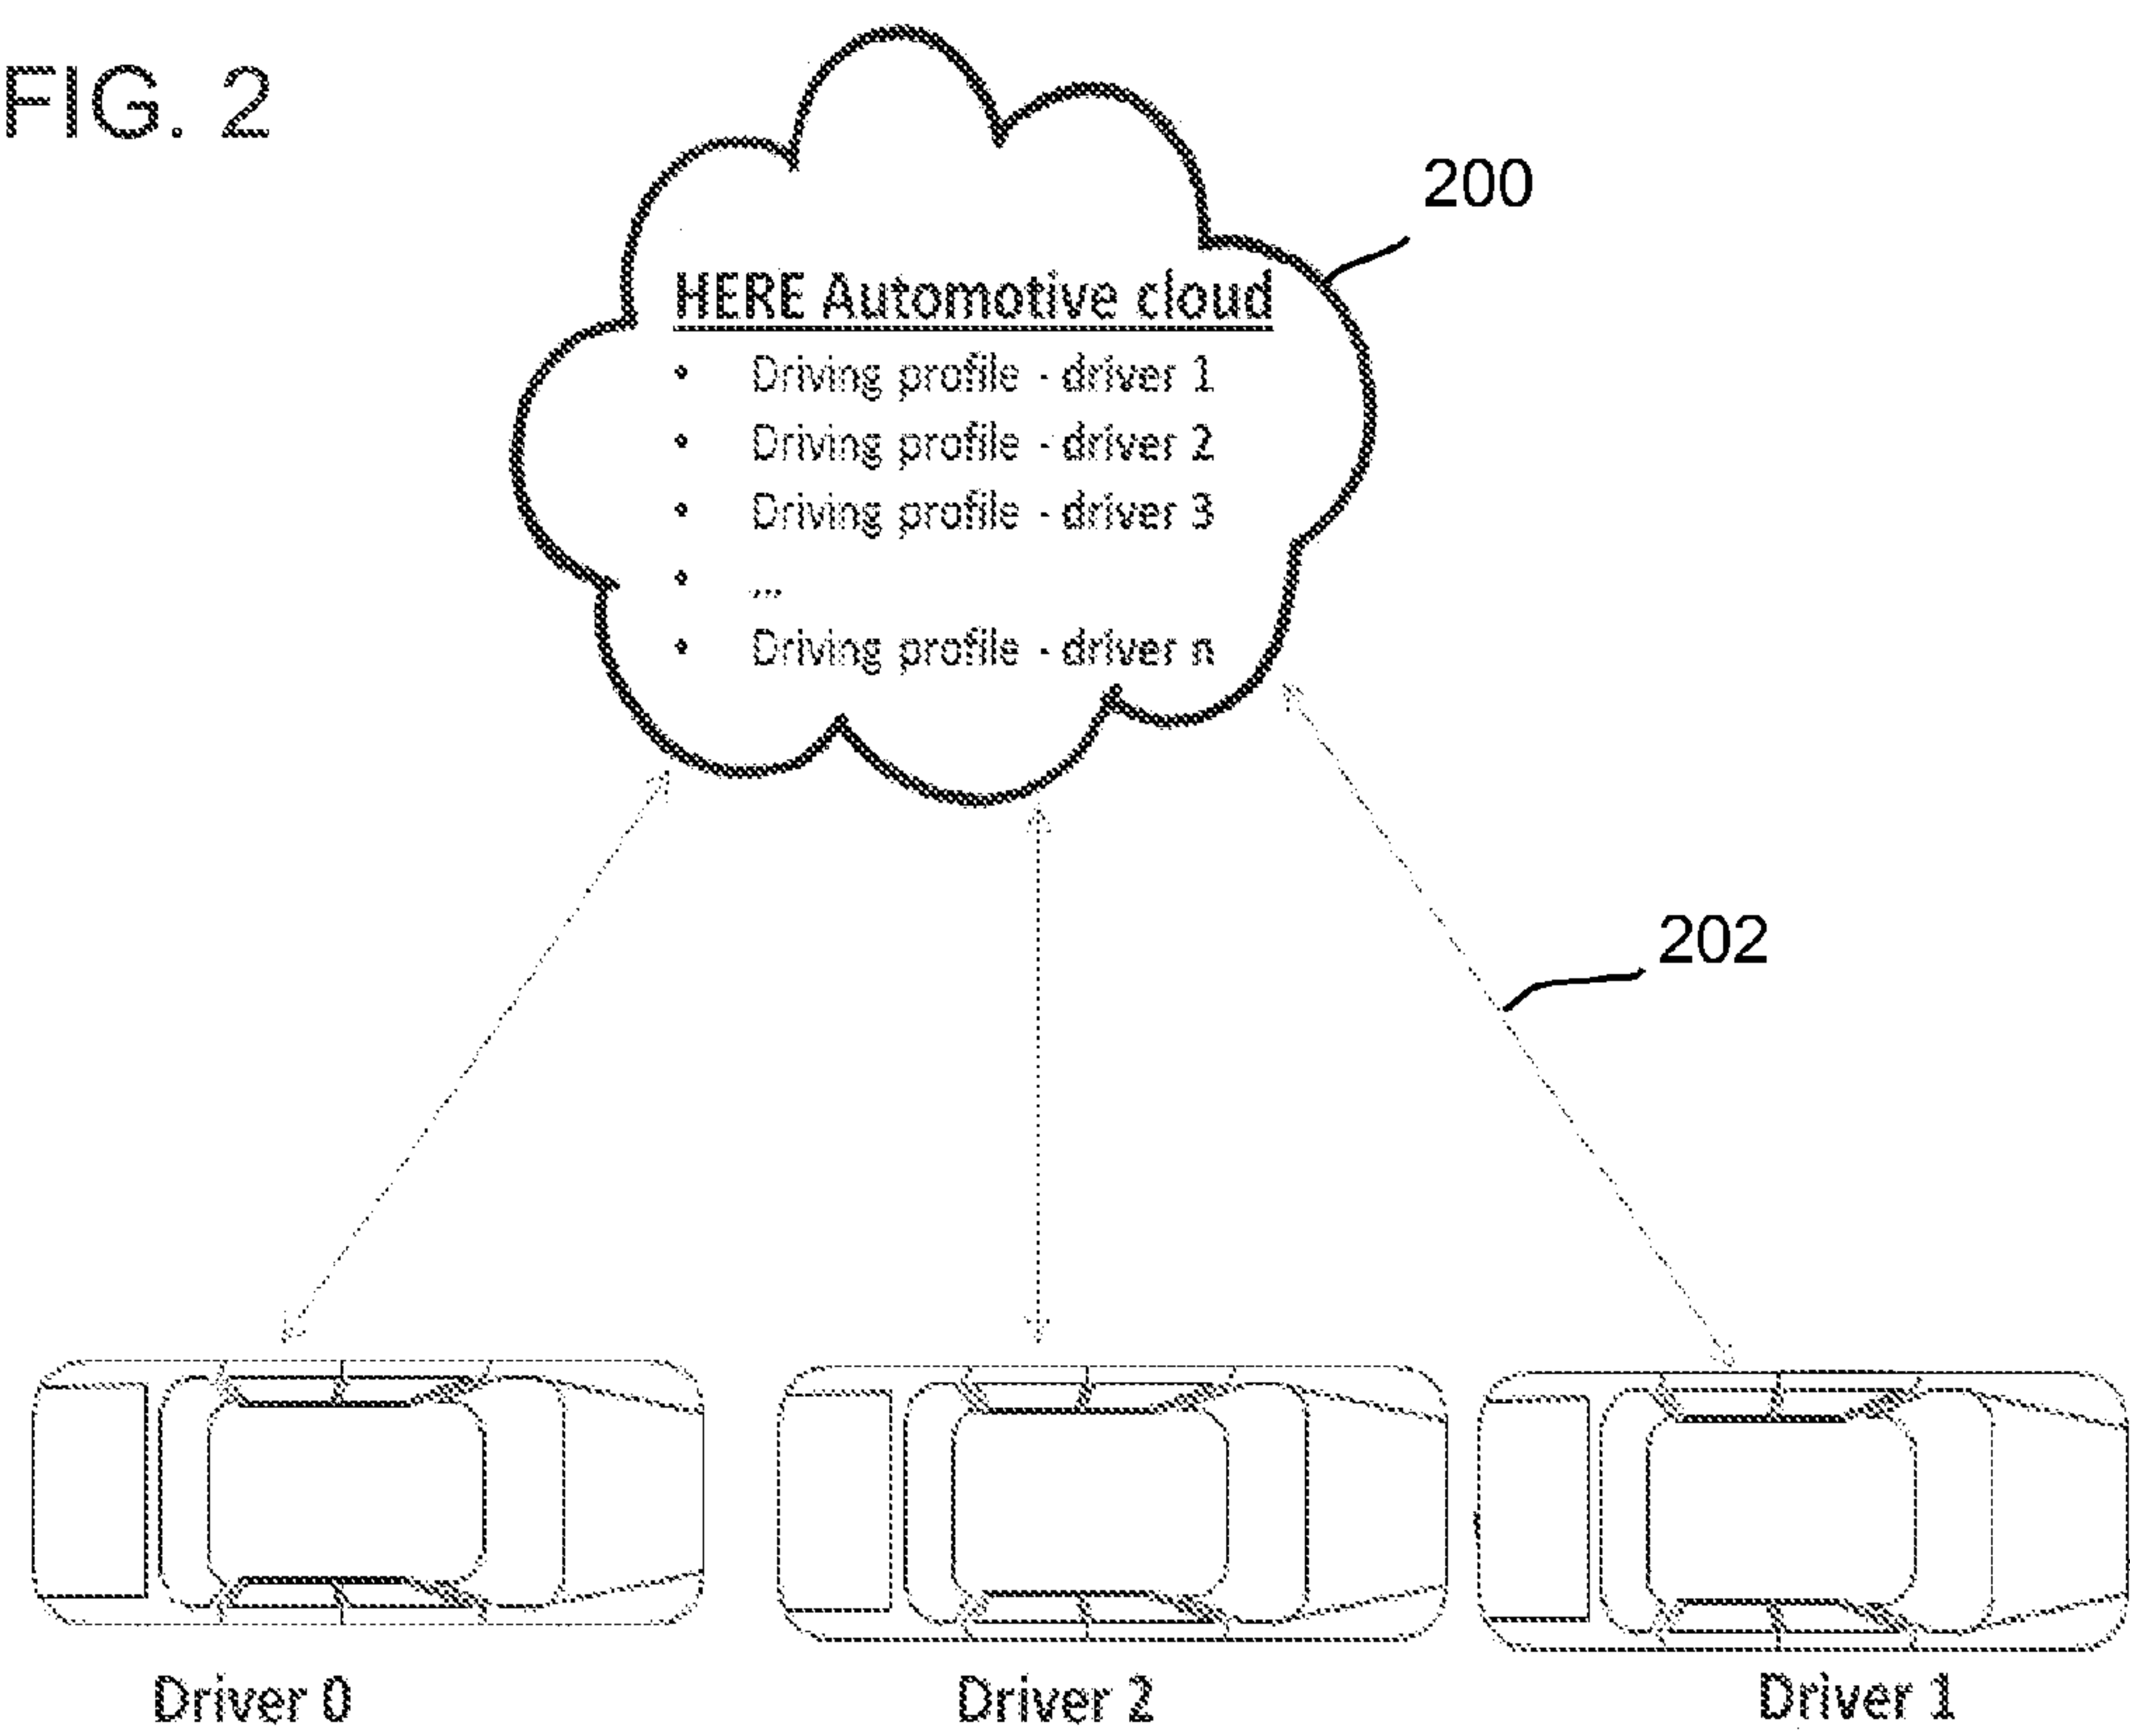 FIG. 2
200
HERE Automotive cloud
• Driving profile - driver 1
• Driving profile - driver 2
• Driving profile - driver 3
• ...
• Driving profile - driver n
202
Driver 0
Driver 2
Driver 1